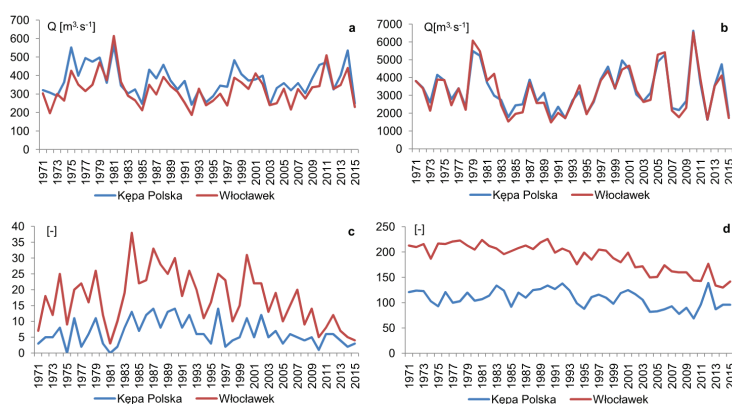 Q [m³·s⁻¹] a
700
600
500
400
300
200
100
0
1971 1973 1975 1977 1979 1981 1983 1985 1987 1989 1991 1993 1995 1997 1999 2001 2003 2005 2007 2009 2011 2013 2015
Kępa Polska Włocławek
Q[m³·s⁻¹] b
7000
6000
5000
4000
3000
2000
1000
0
1971 1973 1975 1977 1979 1981 1983 1985 1987 1989 1991 1993 1995 1997 1999 2001 2003 2005 2007 2009 2011 2013 2015
Kępa Polska Włocławek
[-] c
40
35
30
25
20
15
10
5
0
1971 1973 1975 1977 1979 1981 1983 1985 1987 1989 1991 1993 1995 1997 1999 2001 2003 2005 2007 2009 2011 2013 2015
Kępa Polska Włocławek
[-] d
250
200
150
100
50
0
1971 1973 1975 1977 1979 1981 1983 1985 1987 1989 1991 1993 1995 1997 1999 2001 2003 2005 2007 2009 2011 2013 2015
Kępa Polska Włocławek